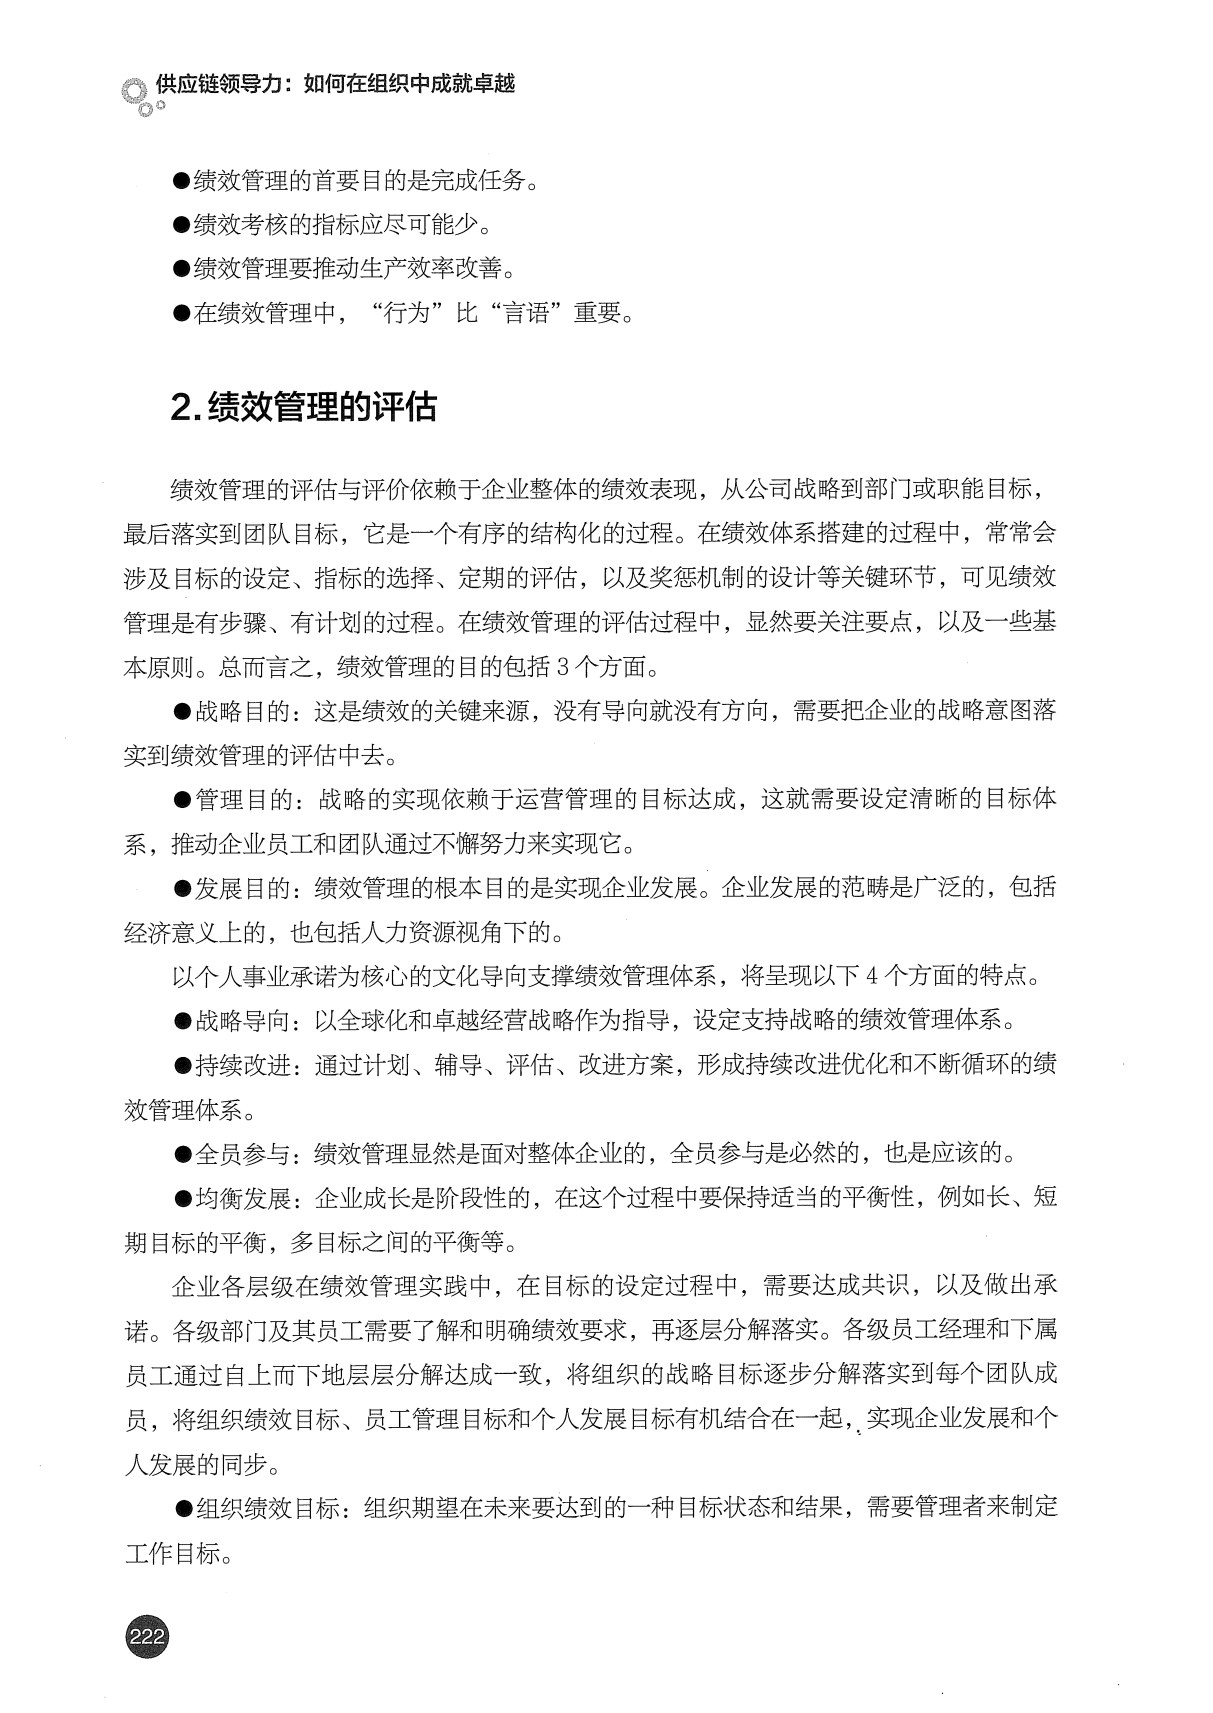 供应链领导力：如何在组织中成就卓越
●绩效管理的首要目的是完成任务。
●绩效考核的指标应尽可能少。
●绩效管理要推动生产效率改善。
●在绩效管理中，“行为”比“言语”重要。
2.绩效管理的评估
绩效管理的评估与评价依赖于企业整体的绩效表现，从公司战略到部门或职能目标，
最后落实到团队目标，它是一个有序的结构化的过程。在绩效体系搭建的过程中，常常会
涉及目标的设定、指标的选择、定期的评估，以及奖惩机制的设计等关键环节，可见绩效
管理是有步骤、有计划的过程。在绩效管理的评估过程中，显然要关注要点，以及一些基
本原则。总而言之，绩效管理的目的包括 3 个方面。
●战略目的：这是绩效的关键来源，没有导向就没有方向，需要把企业的战略意图落
实到绩效管理的评估中去。
●管理目的：战略的实现依赖于运营管理的目标达成，这就需要设定清晰的目标体
系，推动企业员工和团队通过不懈努力来实现它。
●发展目的：绩效管理的根本目的是实现企业发展。企业发展的范畴是广泛的，包括
经济意义上的，也包括人力资源视角下的。
以个人事业承诺为核心的文化导向支撑绩效管理体系，将呈现以下 4 个方面的特点。
●战略导向：以全球化和卓越经营战略作为指导，设定支持战略的绩效管理体系。
●持续改进：通过计划、辅导、评估、改进方案，形成持续改进优化和不断循环的绩
效管理体系。
●全员参与：绩效管理显然是面对整体企业的，全员参与是必然的，也是应该的。
●均衡发展：企业成长是阶段性的，在这个过程中要保持适当的平衡性，例如长、短
期目标的平衡，多目标之间的平衡等。
企业各层级在绩效管理实践中，在目标的设定过程中，需要达成共识，以及做出承
诺。各级部门及其员工需要了解和明确绩效要求，再逐层分解落实。各级员工经理和下属
员工通过自上而下地层层分解达成一致，将组织的战略目标逐步分解落实到每个团队成
员，将组织绩效目标、员工管理目标和个人发展目标有机结合在一起，实现企业发展和个
人发展的同步。
●组织绩效目标：组织期望在未来要达到的一种目标状态和结果，需要管理者来制定
工作目标。
222